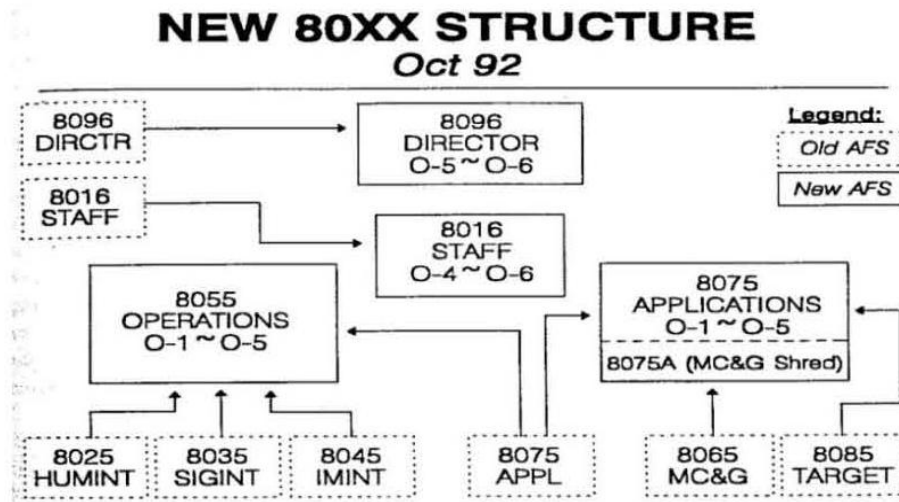 NEW 80XX STRUCTURE
Oct 92
8096
DIRCTR
8096
DIRECTOR
O-5~O-6
Legend:
Old AFS
New AFS
8016
STAFF
8016
STAFF
O-4~O-6
8055
OPERATIONS
O-1~O-5
8075
APPLICATIONS
O-1~O-5
8075A (MC&G Shred)
8025
HUMINT
8035
SIGINT
8045
IMINT
8075
APPL
8065
MC&G
8085
TARGET